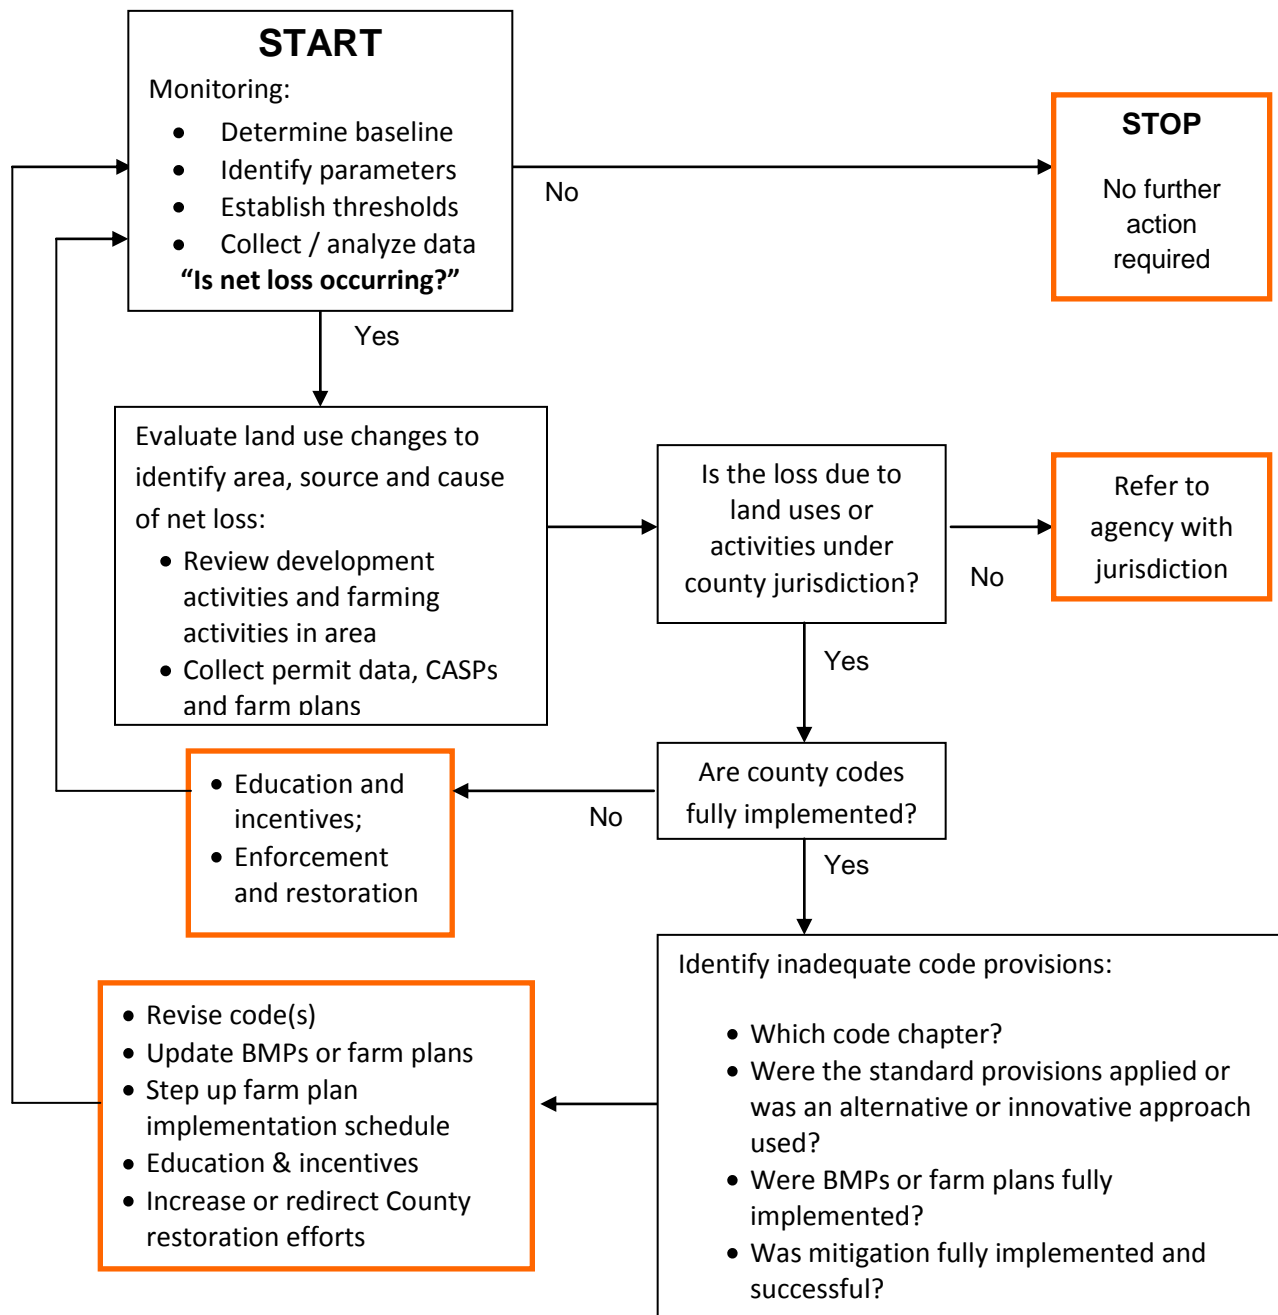 START
Monitoring:
• Determine baseline
• Identify parameters
• Establish thresholds
• Collect / analyze data
“Is net loss occurring?”
No
STOP
No further
action
required
Yes
Evaluate land use changes to
identify area, source and cause
of net loss:
• Review development
activities and farming
activities in area
• Collect permit data, CASPs
and farm plans
Is the loss due to
land uses or
activities under
county jurisdiction?
No
Refer to
agency with
jurisdiction
Yes
Are county codes
fully implemented?
No
• Education and
incentives;
• Enforcement
and restoration
Yes
Identify inadequate code provisions:
• Which code chapter?
• Were the standard provisions applied or
was an alternative or innovative approach
used?
• Were BMPs or farm plans fully
implemented?
• Was mitigation fully implemented and
successful?
• Revise code(s)
• Update BMPs or farm plans
• Step up farm plan
implementation schedule
• Education & incentives
• Increase or redirect County
restoration efforts